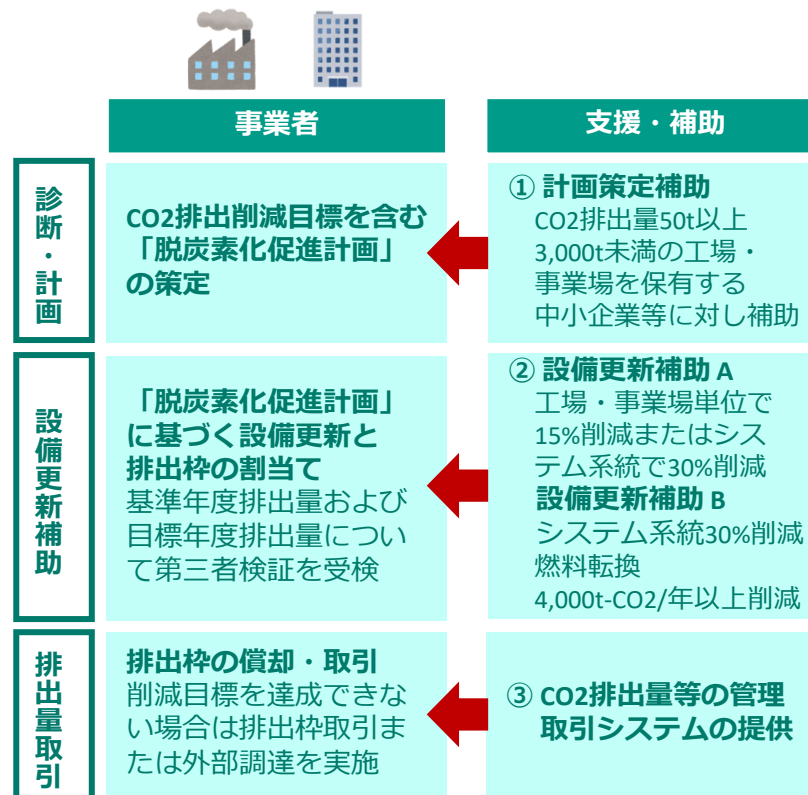 事業者
支援・補助
診断・計画
CO2排出削減目標を含む
「脱炭素化促進計画」
の策定
① 計画策定補助
CO2排出量50t以上
3,000t未満の工場・
事業場を保有する
中小企業等に対し補助
設備更新補助
「脱炭素化促進計画」
に基づく設備更新と
排出枠の割当て
基準年度排出量および
目標年度排出量につい
て第三者検証を受検
② 設備更新補助 A
工場・事業場単位で
15%削減またはシス
テム系統で30%削減
設備更新補助 B
システム系統30%削減
燃料転換
4,000t-CO2/年以上削減
排出量取引
排出枠の償却・取引
削減目標を達成できな
い場合は排出枠取引ま
たは外部調達を実施
③ CO2排出量等の管理
取引システムの提供